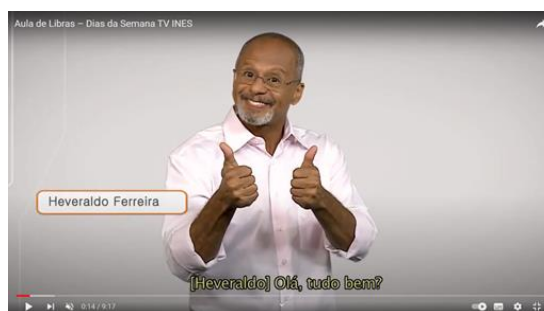 Aula de Libras – Dias da Semana TV INES
Heveraldo Ferreira
[Heveraldo] Olá, tudo bem?
0:14 / 9:17